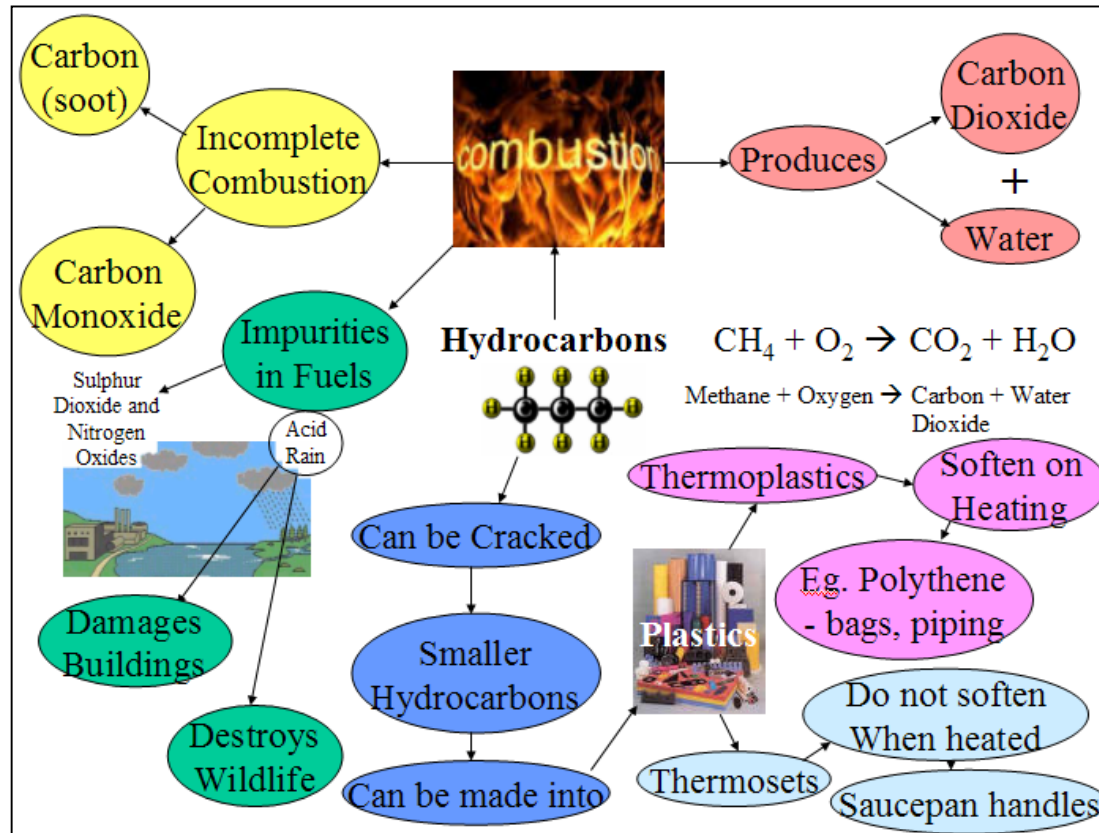 Carbon
(soot)
Incomplete
Combustion
Carbon
Monoxide
combustion
Produces
Carbon
Dioxide
+
Water
Impurities
in Fuels
Sulphur
Dioxide and
Nitrogen
Oxides
Acid
Rain
Damages
Buildings
Destroys
Wildlife
Hydrocarbons
H H H
H C C C H
H H H
CH₄ + O₂ → CO₂ + H₂O
Methane + Oxygen → Carbon + Water
Dioxide
Can be Cracked
Smaller
Hydrocarbons
Can be made into
Plastics
Thermoplastics
Soften on
Heating
Eg. Polythene
- bags, piping
Thermosets
Do not soften
When heated
Saucepan handles